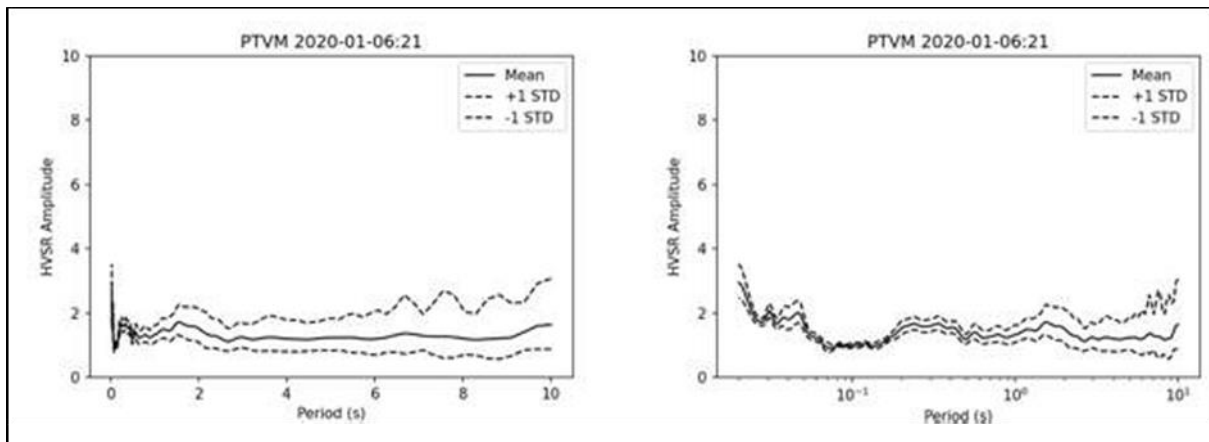 PTVM 2020-01-06:21
10
8
6
4
2
0
HVSR Amplitude
Mean
+1 STD
-1 STD
0 2 4 6 8 10
Period (s)
PTVM 2020-01-06:21
10
8
6
4
2
0
HVSR Amplitude
Mean
+1 STD
-1 STD
10⁻¹ 10⁰ 10¹
Period (s)